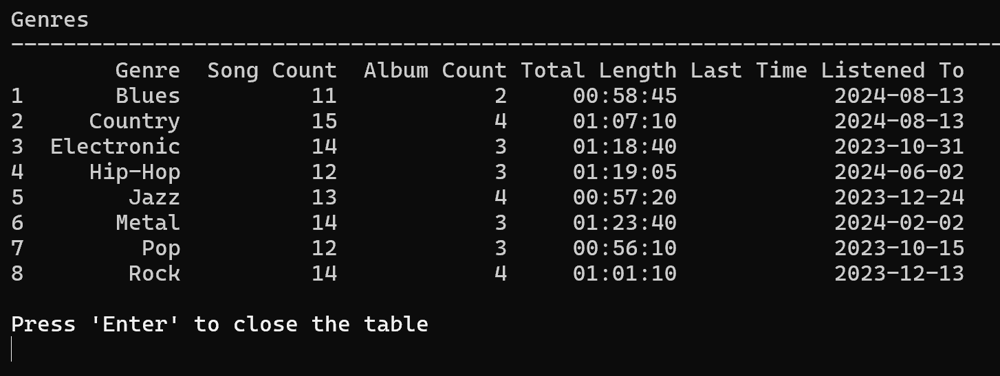 Genres
----------------------------------------------------------------------------
        Genre  Song Count  Album Count Total Length Last Time Listened To
1       Blues          11            2     00:58:45            2024-08-13
2     Country          15            4     01:07:10            2024-08-13
3  Electronic          14            3     01:18:40            2023-10-31
4     Hip-Hop          12            3     01:19:05            2024-06-02
5        Jazz          13            4     00:57:20            2023-12-24
6       Metal          14            3     01:23:40            2024-02-02
7         Pop          12            3     00:56:10            2023-10-15
8        Rock          14            4     01:01:10            2023-12-13
Press 'Enter' to close the table